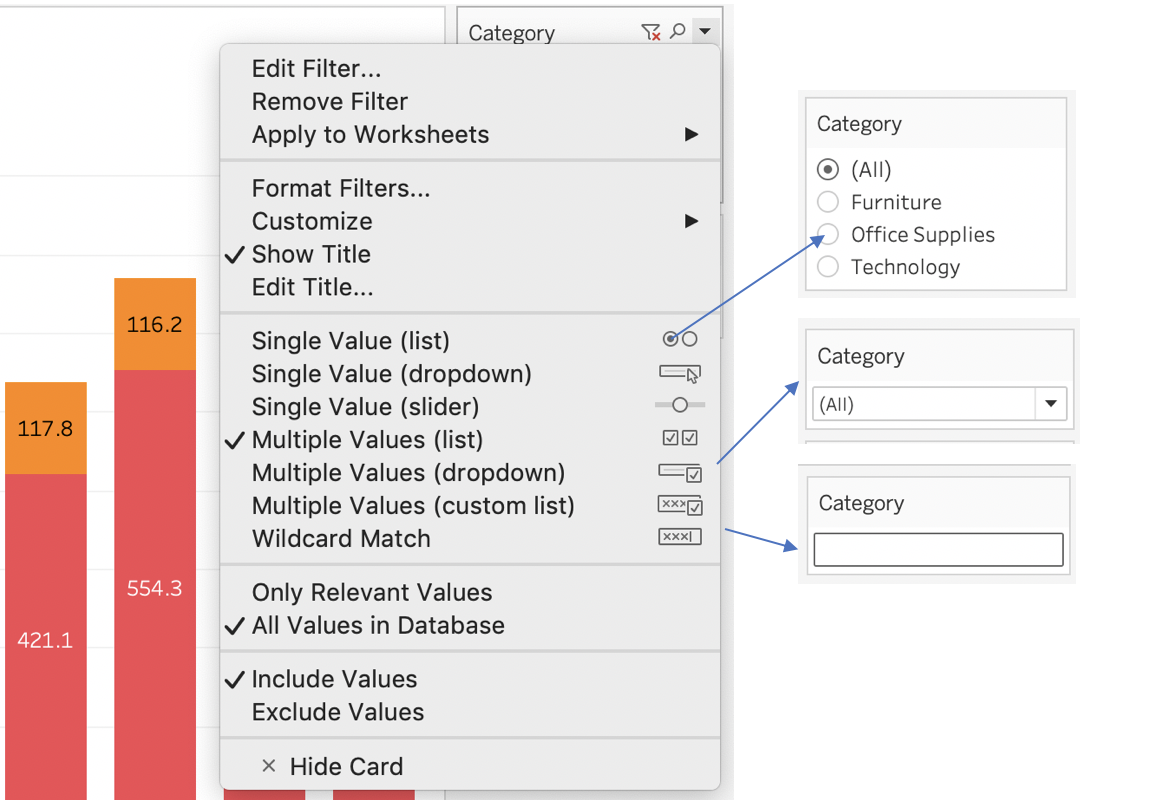 Category
Edit Filter...
Remove Filter
Apply to Worksheets
Format Filters...
Customize
Show Title
Edit Title...
Single Value (list)
Single Value (dropdown)
Single Value (slider)
Multiple Values (list)
Multiple Values (dropdown)
Multiple Values (custom list)
xxx
Wildcard Match
xxx
Only Relevant Values
All Values in Database
Include Values
Exclude Values
Hide Card
116.2
117.8
554.3
421.1
Category
(All)
Furniture
Office Supplies
Technology
Category
(All)
Category